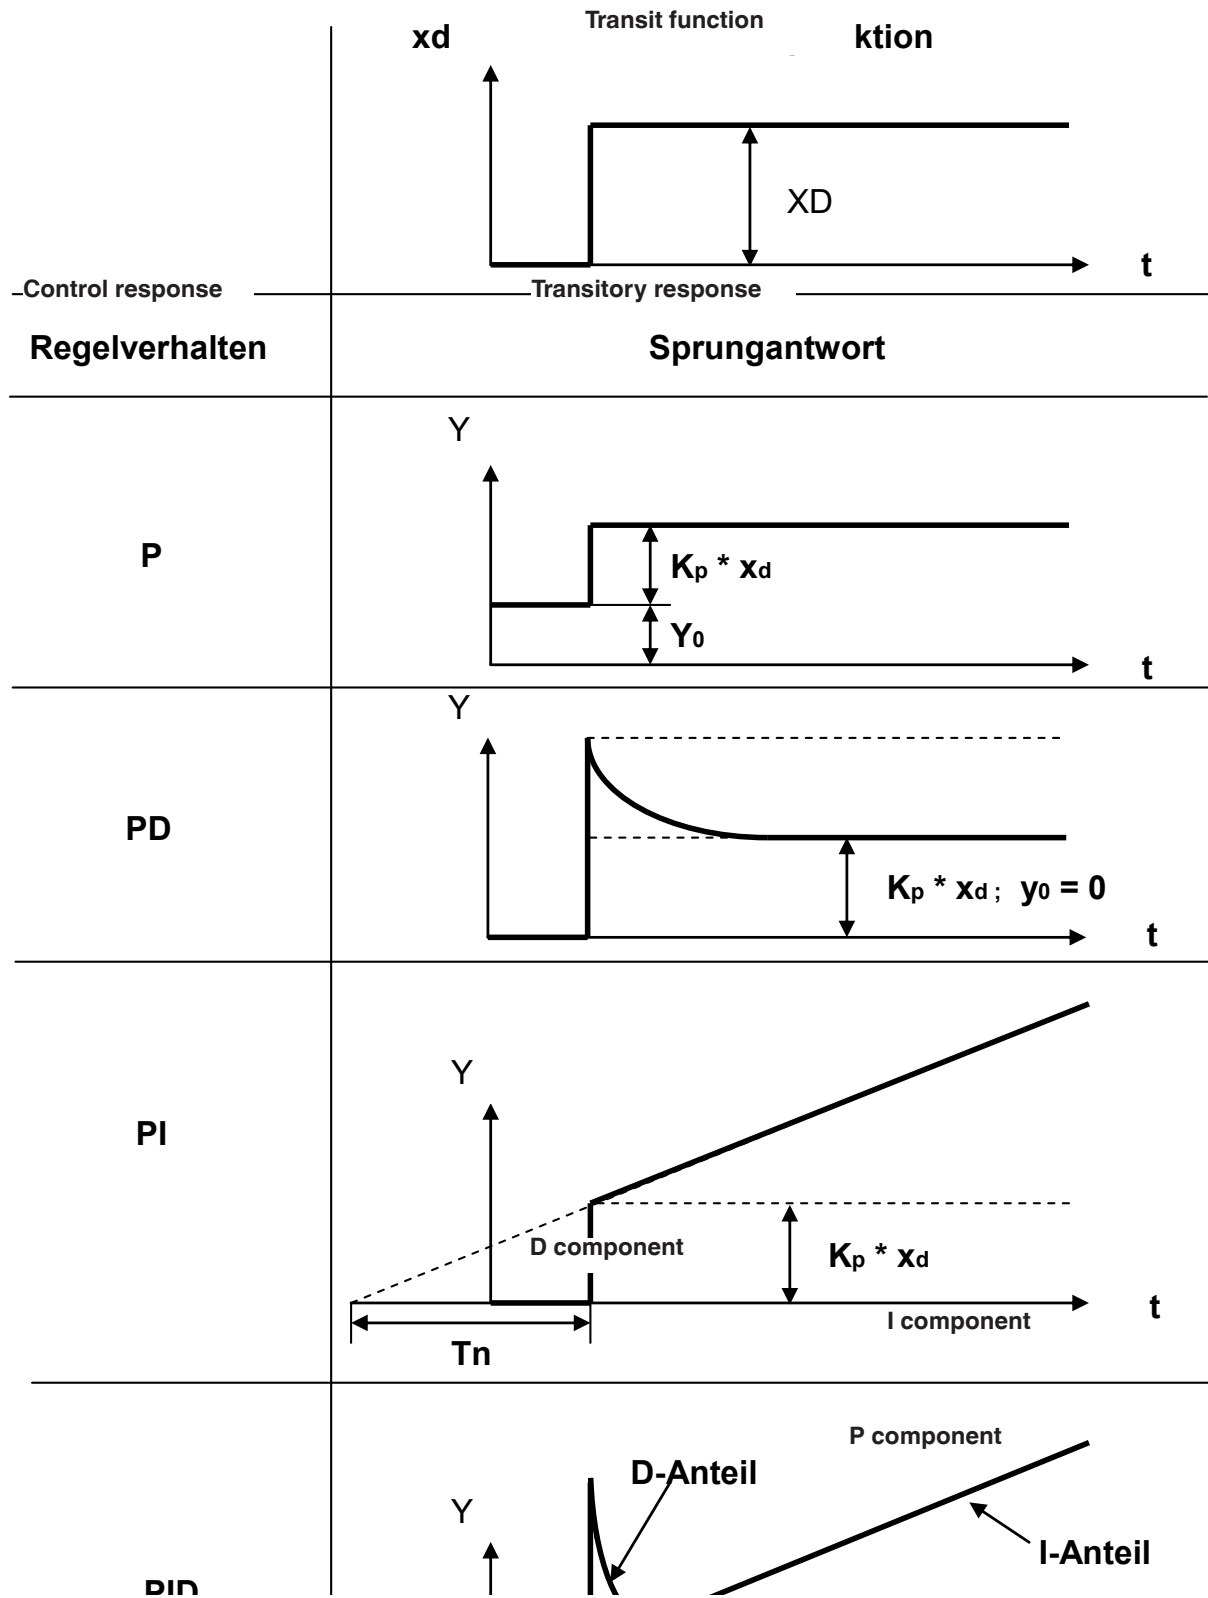 Transit function
xd ktion
XD
t
Control response Transitory response
Regelverhalten Sprungantwort
Y
P
Kp * xd
Y0
t
Y
PD
Kp * xd ; y0 = 0
t
Y
PI
D component
Kp * xd
I component
t
Tn
P component
D-Anteil
Y
I-Anteil
PID